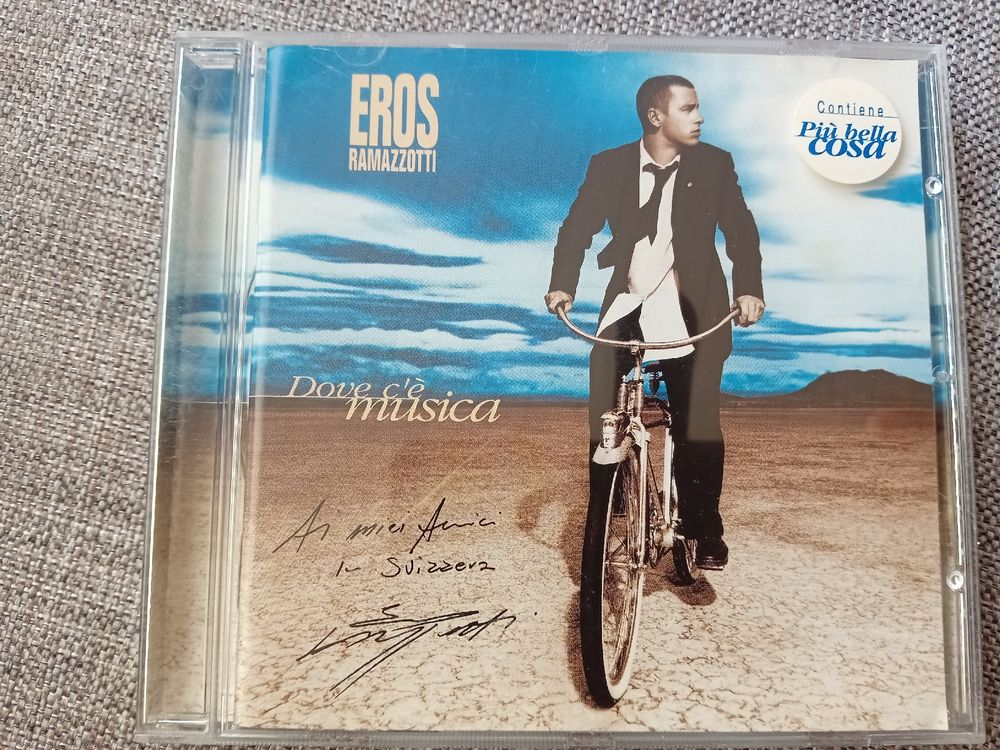 EROS
RAMAZZOTTI
Contiene
Più bella
cosa
Dove c'è
musica
Ai miei Amici
in Svizzera